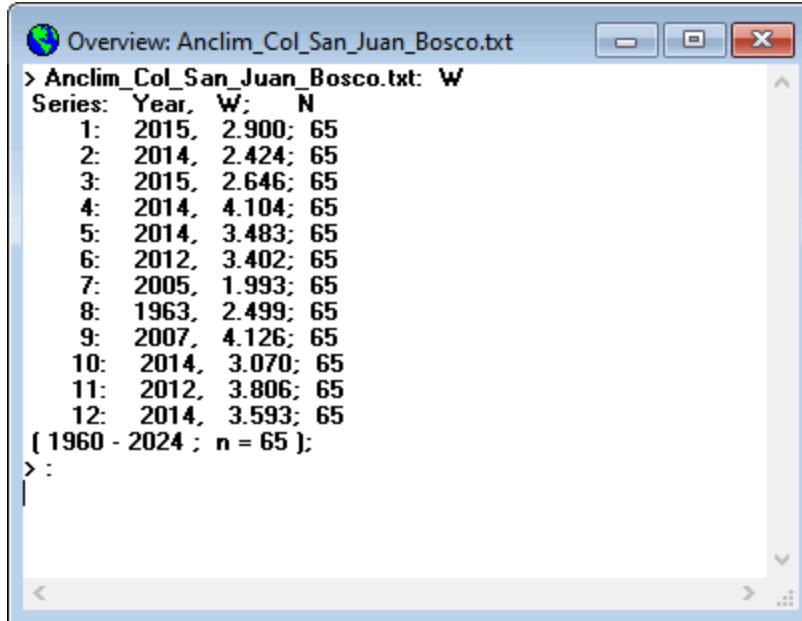 Overview: Anclim_Col_San_Juan_Bosco.txt
> Anclim_Col_San_Juan_Bosco.txt: W
Series: Year, W; N
1: 2015, 2.900; 65
2: 2014, 2.424; 65
3: 2015, 2.646; 65
4: 2014, 4.104; 65
5: 2014, 3.483; 65
6: 2012, 3.402; 65
7: 2005, 1.993; 65
8: 1963, 2.499; 65
9: 2007, 4.126; 65
10: 2014, 3.070; 65
11: 2012, 3.806; 65
12: 2014, 3.593; 65
( 1960 - 2024 ; n = 65 );
> :